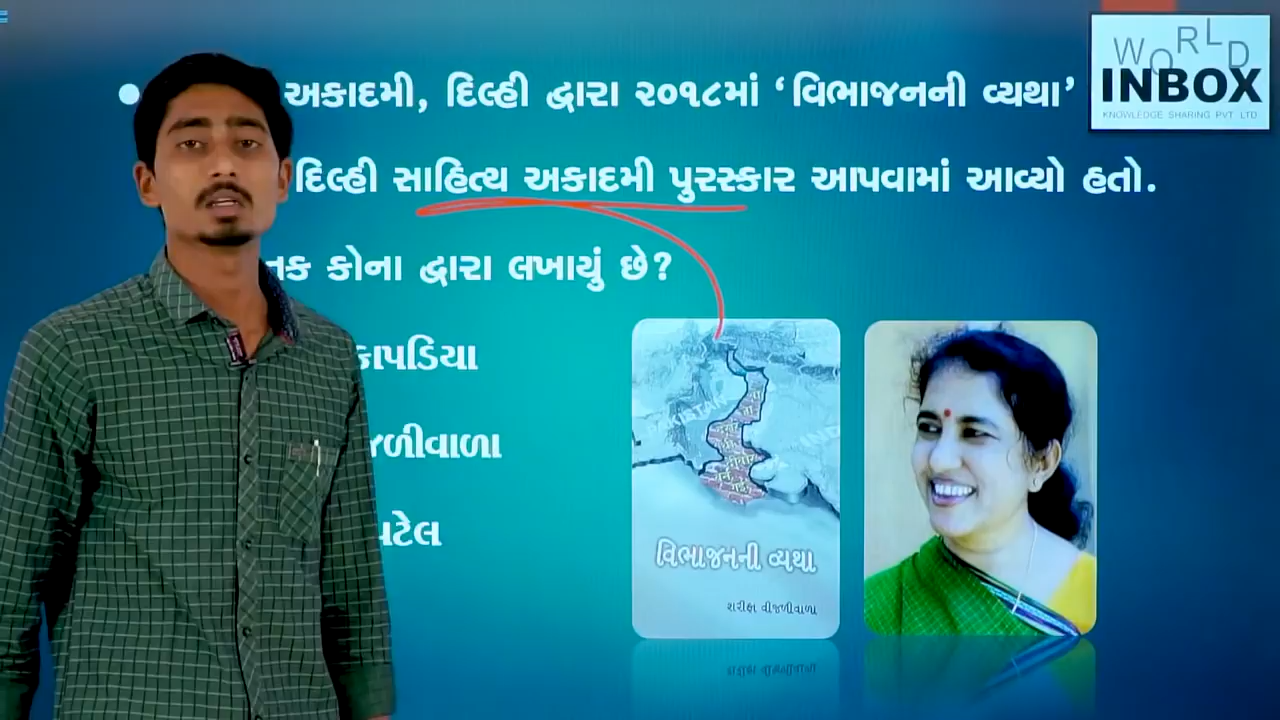 અકાદમી, દિલ્હી દ્વારા ૨૦૧૮માં ‘વિભાજનની વ્યથા’
દિલ્હી સાહિત્ય અકાદમી પુરસ્કાર આપવામાં આવ્યો હતો.
કોના દ્વારા લખાયું છે?
કાપડિયા
પટેલ
વિભાજનની વ્યથા
શરીફા વીજળીવાળા
WORLD
INBOX
KNOWLEDGE SHARING PVT LTD